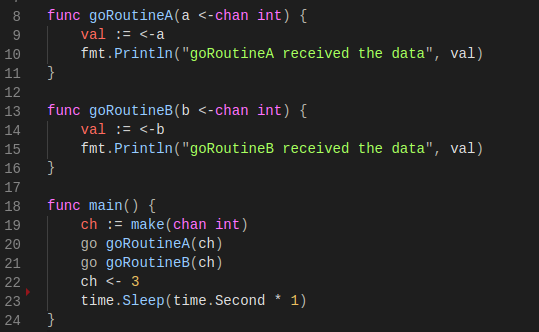 8 func goRoutineA(a <-chan int) {
9     val := <-a
10     fmt.Println("goRoutineA received the data", val)
11 }
12
13 func goRoutineB(b <-chan int) {
14     val := <-b
15     fmt.Println("goRoutineB received the data", val)
16 }
17
18 func main() {
19     ch := make(chan int)
20     go goRoutineA(ch)
21     go goRoutineB(ch)
22     ch <- 3
23     time.Sleep(time.Second * 1)
24 }